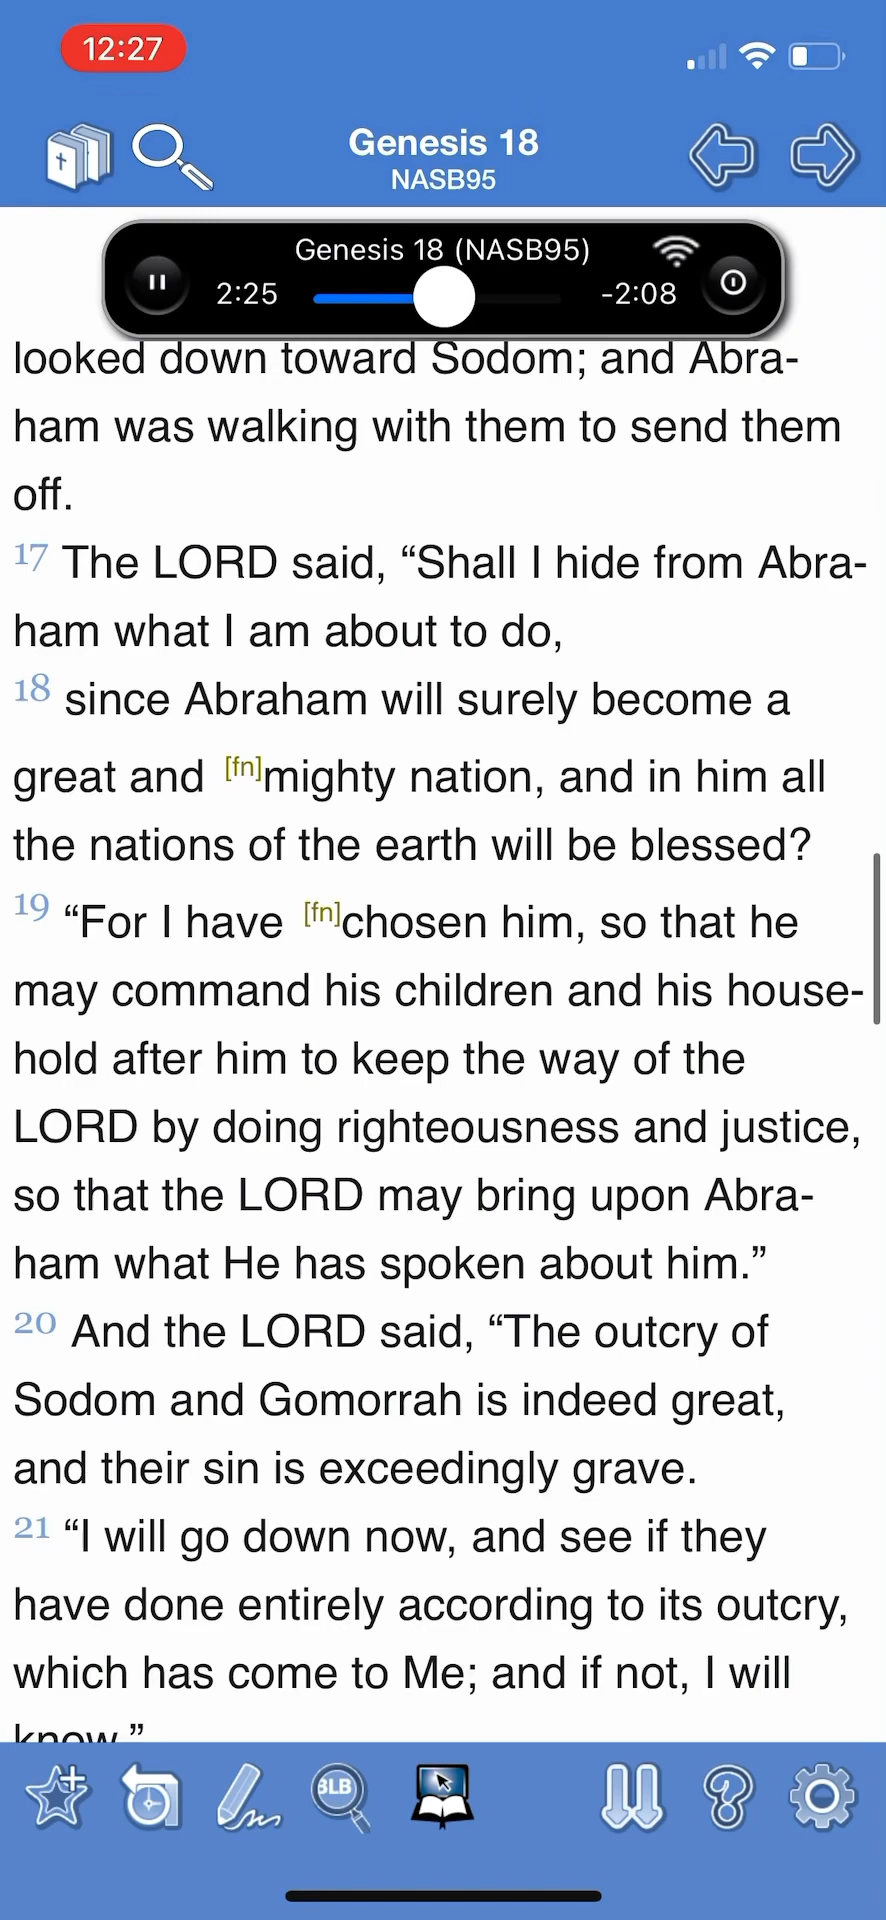 12:27
Genesis 18
NASB95
Genesis 18 (NASB95)
2:25
-2:08
looked down toward Sodom; and Abra-
ham was walking with them to send them
off.
17 The LORD said, “Shall I hide from Abra-
ham what I am about to do,
18 since Abraham will surely become a
great and [fn]mighty nation, and in him all
the nations of the earth will be blessed?
19 “For I have [fn]chosen him, so that he
may command his children and his house-
hold after him to keep the way of the
LORD by doing righteousness and justice,
so that the LORD may bring upon Abra-
ham what He has spoken about him.”
20 And the LORD said, “The outcry of
Sodom and Gomorrah is indeed great,
and their sin is exceedingly grave.
21 “I will go down now, and see if they
have done entirely according to its outcry,
which has come to Me; and if not, I will
know.”
BLB